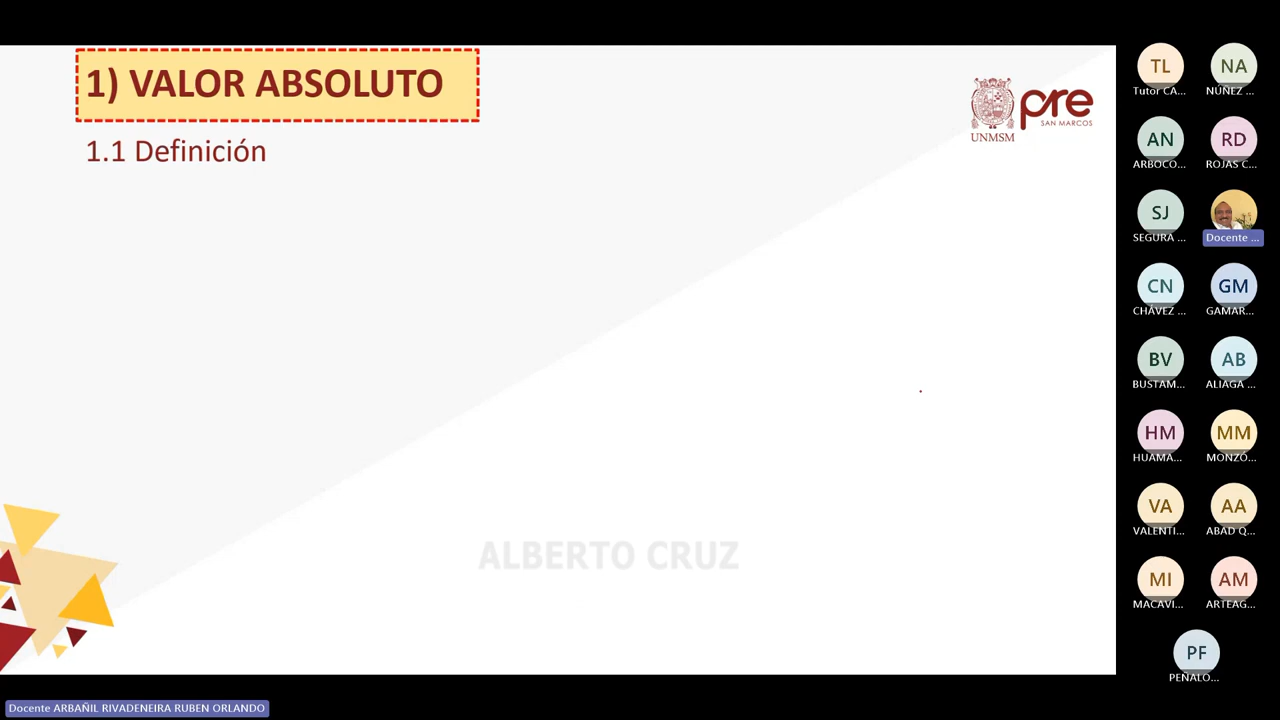 1) VALOR ABSOLUTO
1.1 Definición
UNMSM
pre
SAN MARCOS
ALBERTO CRUZ
TL
Tutor CA...
NA
NÚÑEZ ...
AN
ARBOCO...
RD
ROJAS C...
SJ
SEGURA ...
Docente ...
CN
CHÁVEZ ...
GM
GAMAR...
BV
BUSTAM...
AB
ALIAGA ...
HM
HUAMA...
MM
MONZÓ...
VA
VALENTI...
AA
ABAD Q...
MI
MACAVI...
AM
ARTEAG...
PF
PEÑALO...
Docente ARBAÑIL RIVADENEIRA RUBEN ORLANDO